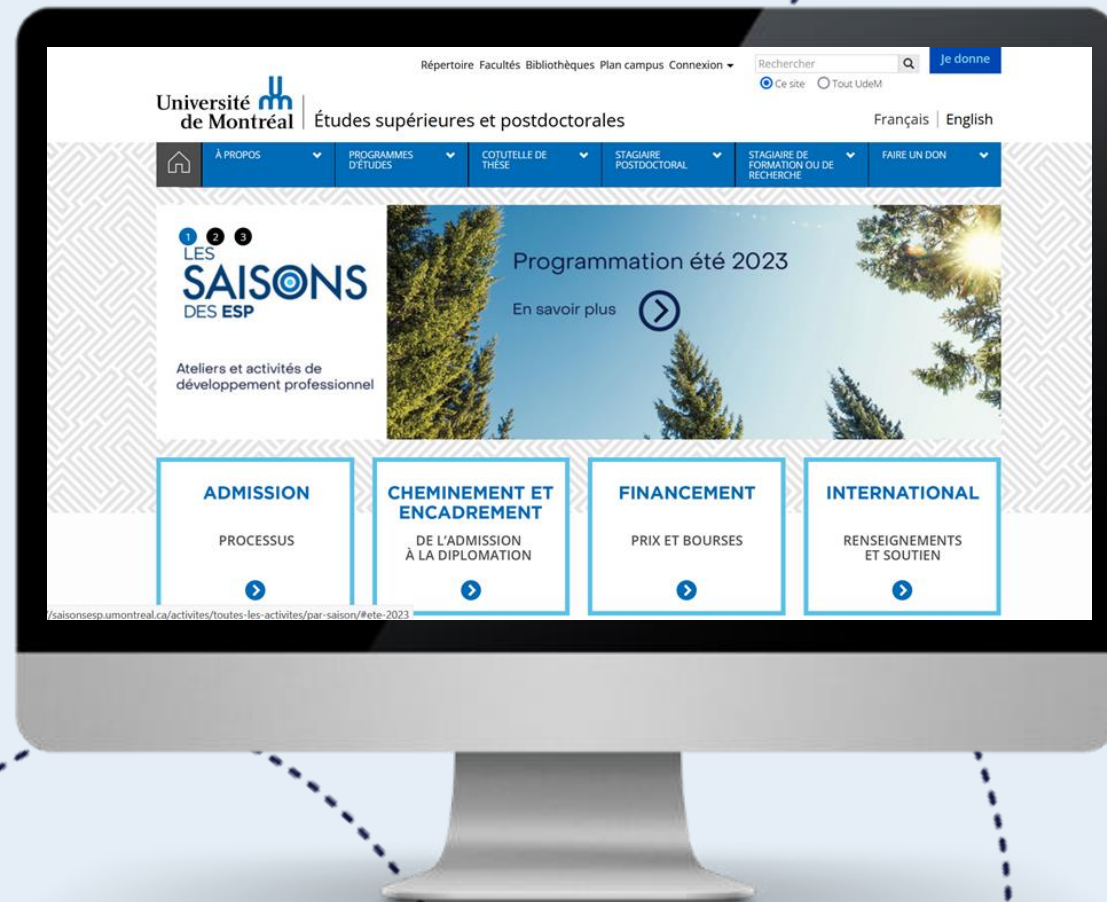 Répertoire Facultés Bibliothèques Plan campus Connexion
Rechercher
Je donne
Ce site Tout UdeM
Université
de Montréal
Études supérieures et postdoctorales
Français | English
À PROPOS
PROGRAMMES
D'ÉTUDES
COTUTELLE DE
THÈSE
STAGIAIRE
POSTDOCTORAL
STAGIAIRE DE
FORMATION OU DE
RECHERCHE
FAIRE UN DON
1 2 3
LES
SAISONS
DES ESP
Ateliers et activités de
développement professionnel
Programmation été 2023
En savoir plus
ADMISSION
PROCESSUS
CHEMINEMENT ET
ENCADREMENT
DE L'ADMISSION
À LA DIPLOMATION
FINANCEMENT
PRIX ET BOURSES
INTERNATIONAL
RENSEIGNEMENTS
ET SOUTIEN
/saisonsesp.umontreal.ca/activites/toutes-les-activites/par-saison/#ete-2023